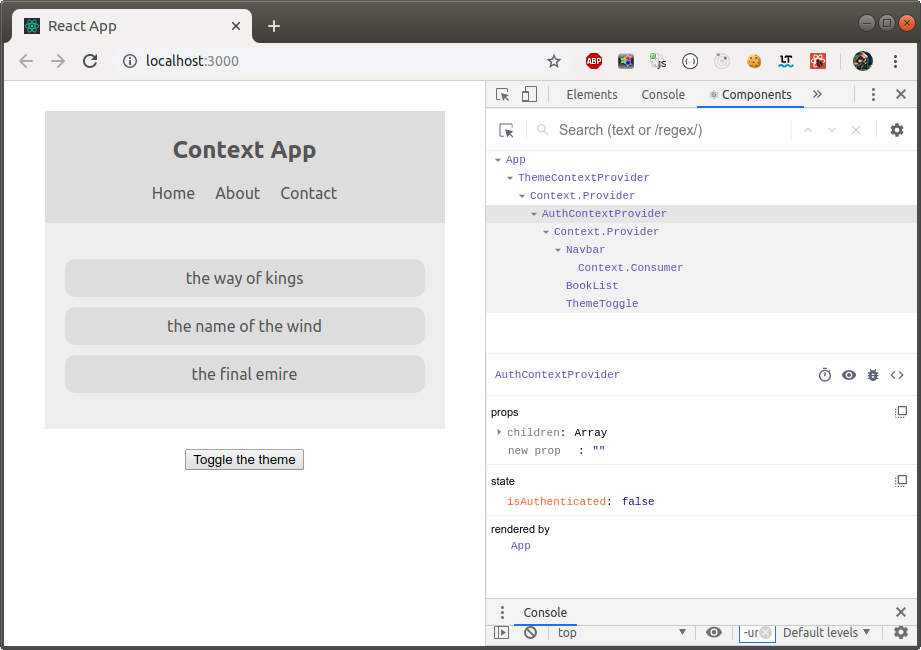 React App
localhost:3000
ABP
js
LT
Context App
Home About Contact
the way of kings
the name of the wind
the final emire
Toggle the theme
Elements Console Components
Search (text or /regex/)
App
ThemeContextProvider
Context.Provider
AuthContextProvider
Context.Provider
Navbar
Context.Consumer
BookList
ThemeToggle
AuthContextProvider
props
children: Array
new prop : ""
state
isAuthenticated: false
rendered by
App
Console
top -ur Default levels